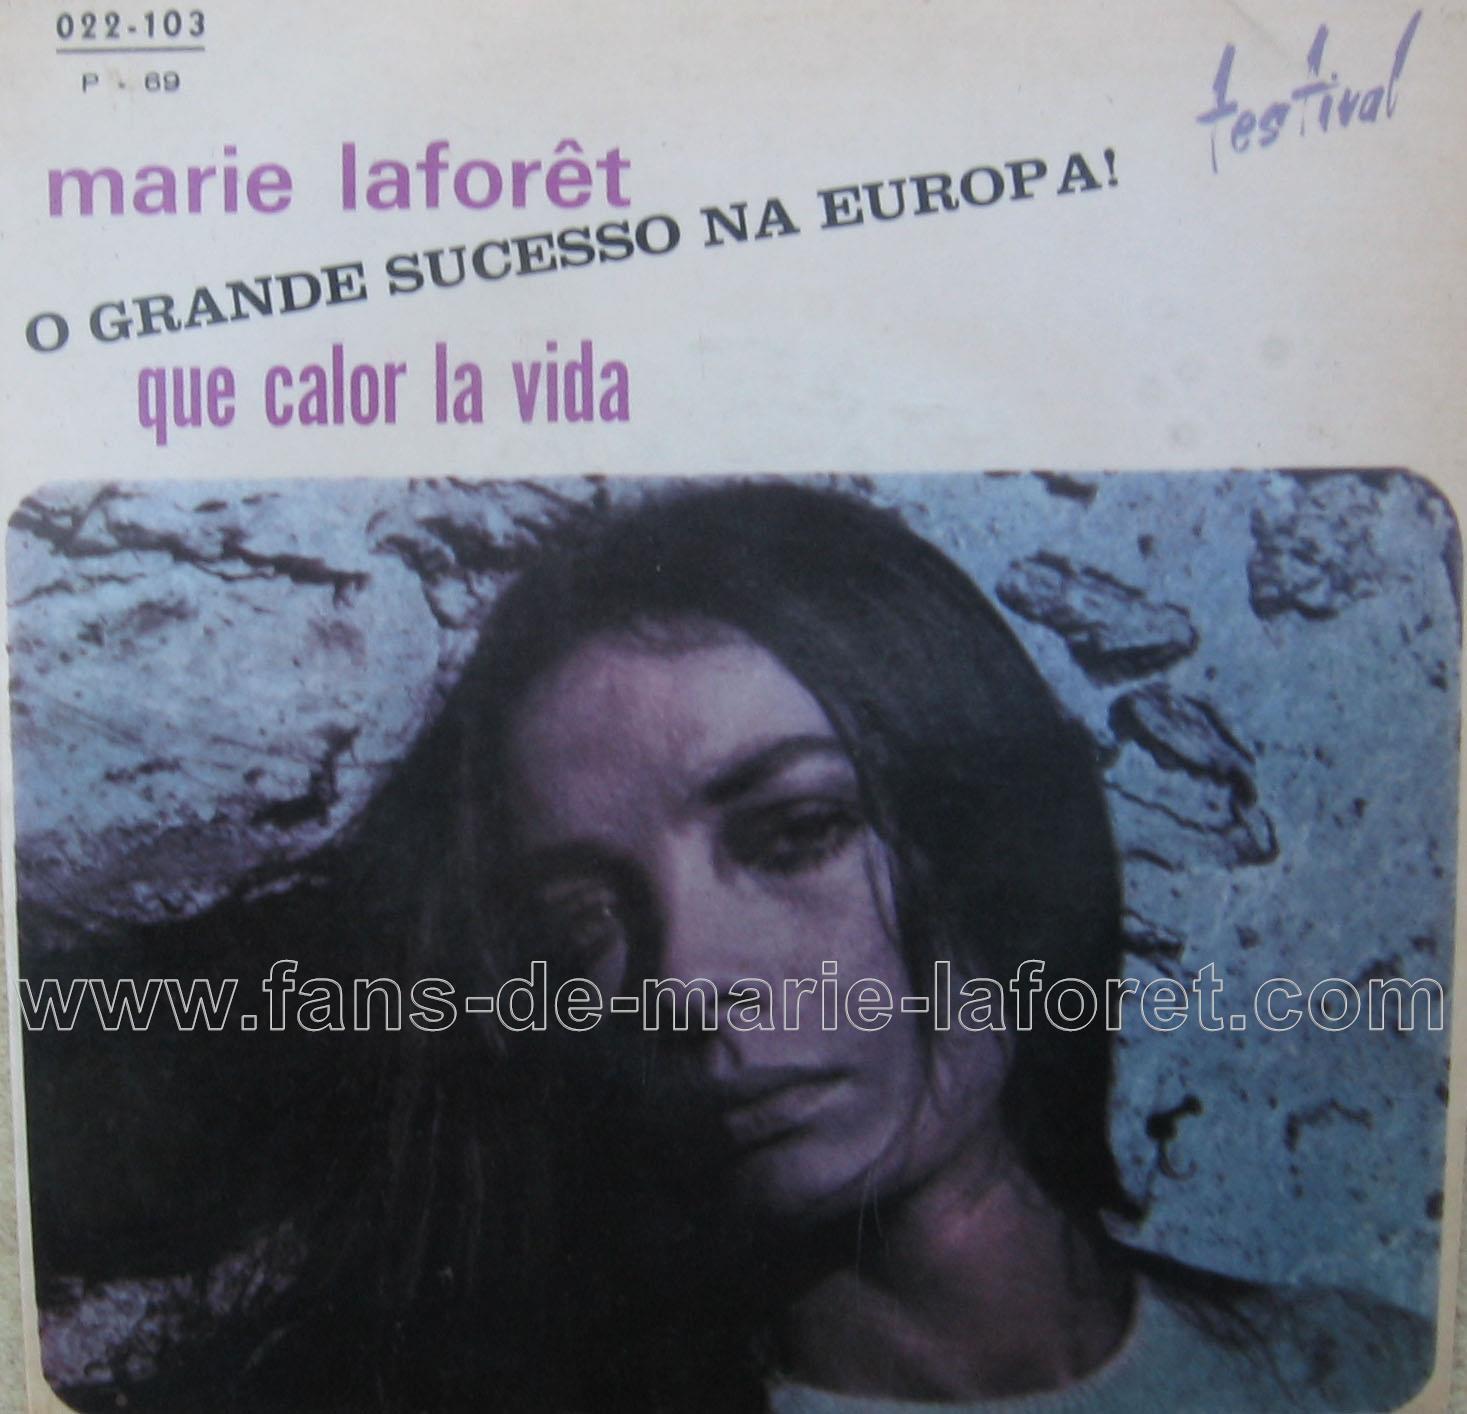 022-103
P - 69
festival
marie laforêt
O GRANDE SUCESSO NA EUROPA!
que calor la vida
www.fans-de-marie-laforet.com